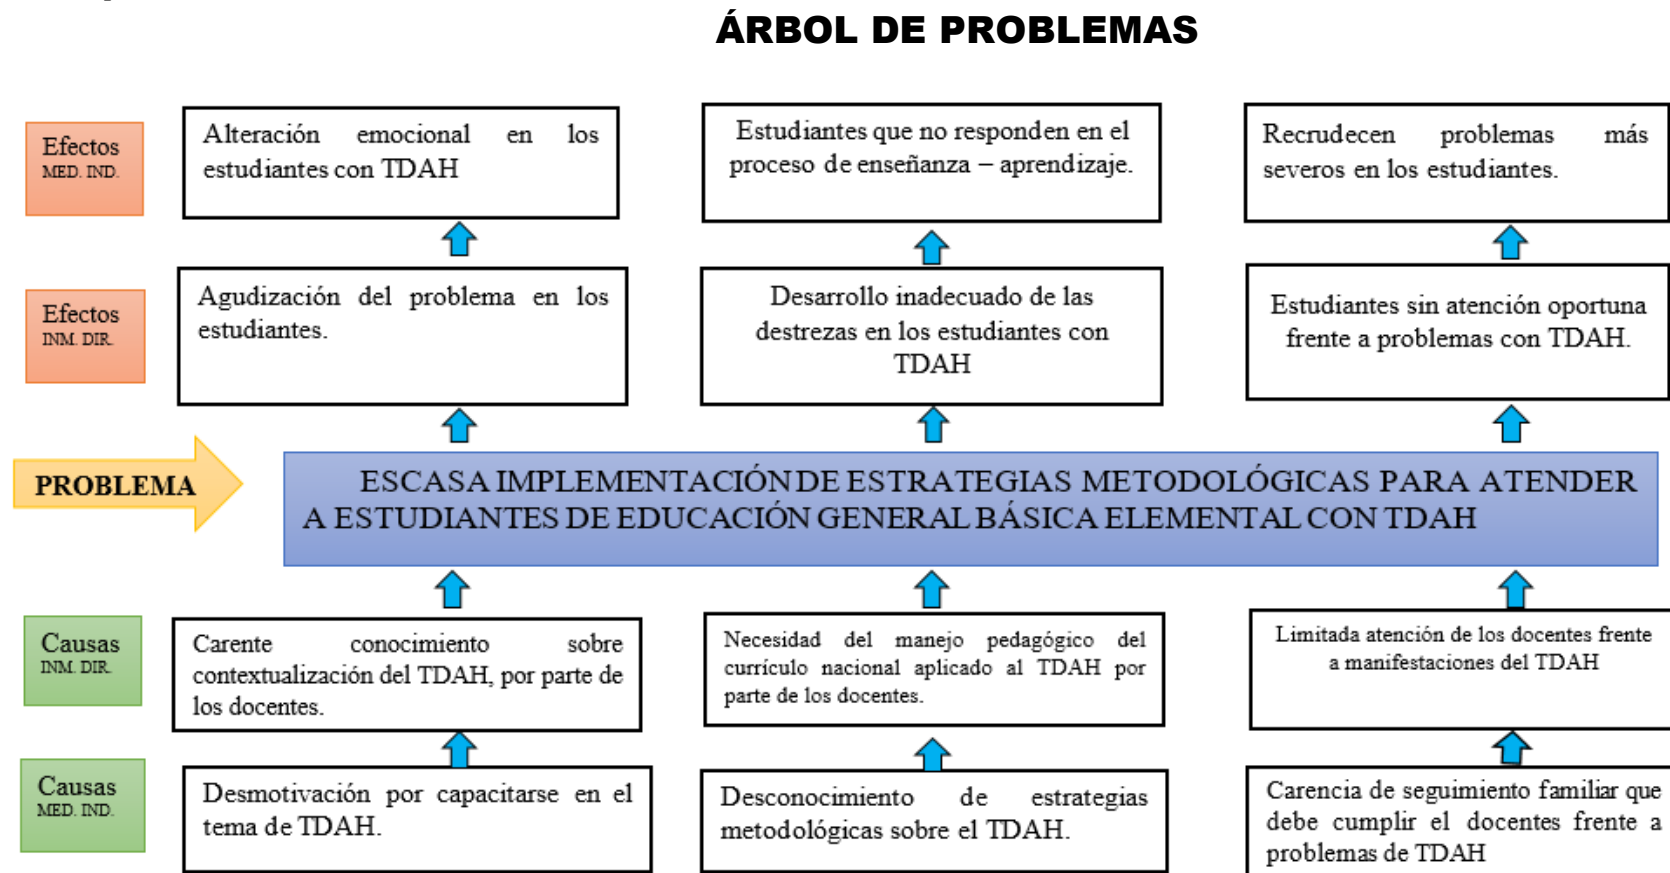 ÁRBOL DE PROBLEMAS
Efectos
MED. IND.
Alteración emocional en los
estudiantes con TDAH
Estudiantes que no responden en el
proceso de enseñanza – aprendizaje.
Recrudecen problemas más
severos en los estudiantes.
Efectos
INM. DIR.
Agudización del problema en los
estudiantes.
Desarrollo inadecuado de las
destrezas en los estudiantes con
TDAH
Estudiantes sin atención oportuna
frente a problemas con TDAH.
PROBLEMA
ESCASA IMPLEMENTACIÓN DE ESTRATEGIAS METODOLÓGICAS PARA ATENDER
A ESTUDIANTES DE EDUCACIÓN GENERAL BÁSICA ELEMENTAL CON TDAH
Causas
INM. DIR.
Carente conocimiento sobre
contextualización del TDAH, por parte de
los docentes.
Necesidad del manejo pedagógico del
currículo nacional aplicado al TDAH por
parte de los docentes.
Limitada atención de los docentes frente
a manifestaciones del TDAH
Causas
MED. IND.
Desmotivación por capacitarse en el
tema de TDAH.
Desconocimiento de estrategias
metodológicas sobre el TDAH.
Carencia de seguimiento familiar que
debe cumplir el docentes frente a
problemas de TDAH